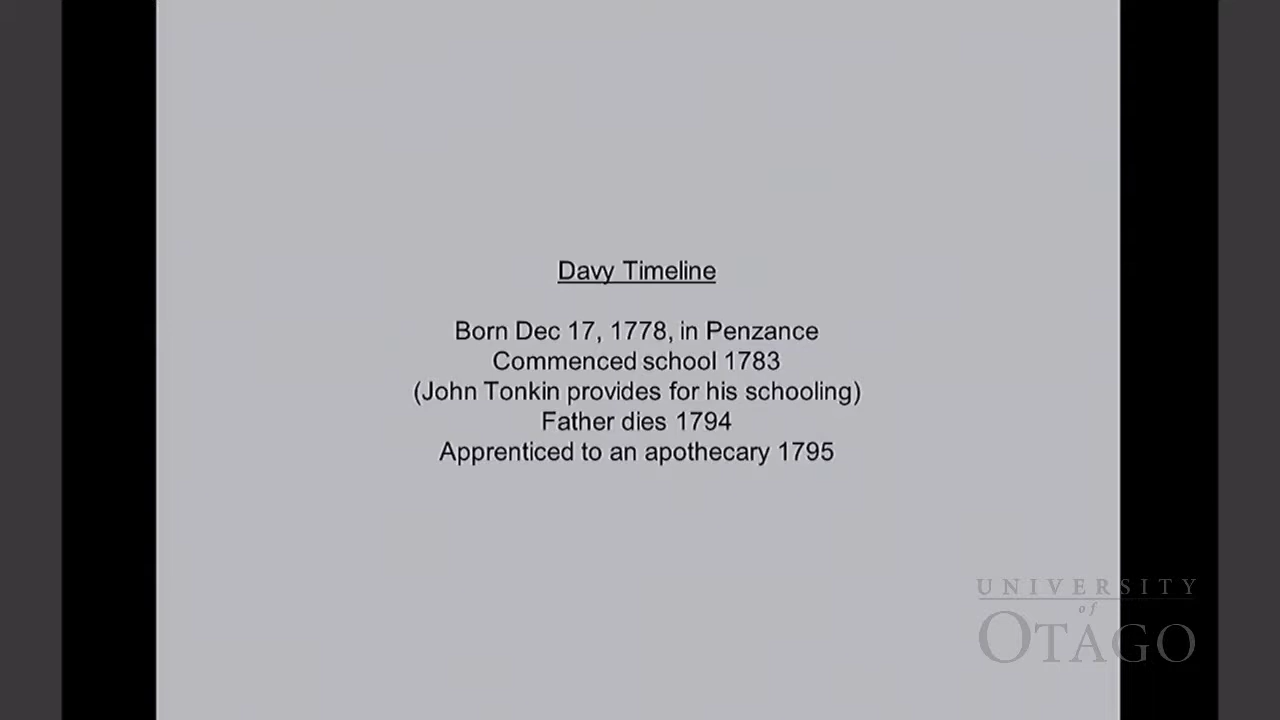 Davy Timeline
Born Dec 17, 1778, in Penzance
Commenced school 1783
(John Tonkin provides for his schooling)
Father dies 1794
Apprenticed to an apothecary 1795
UNIVERSITY
of
OTAGO